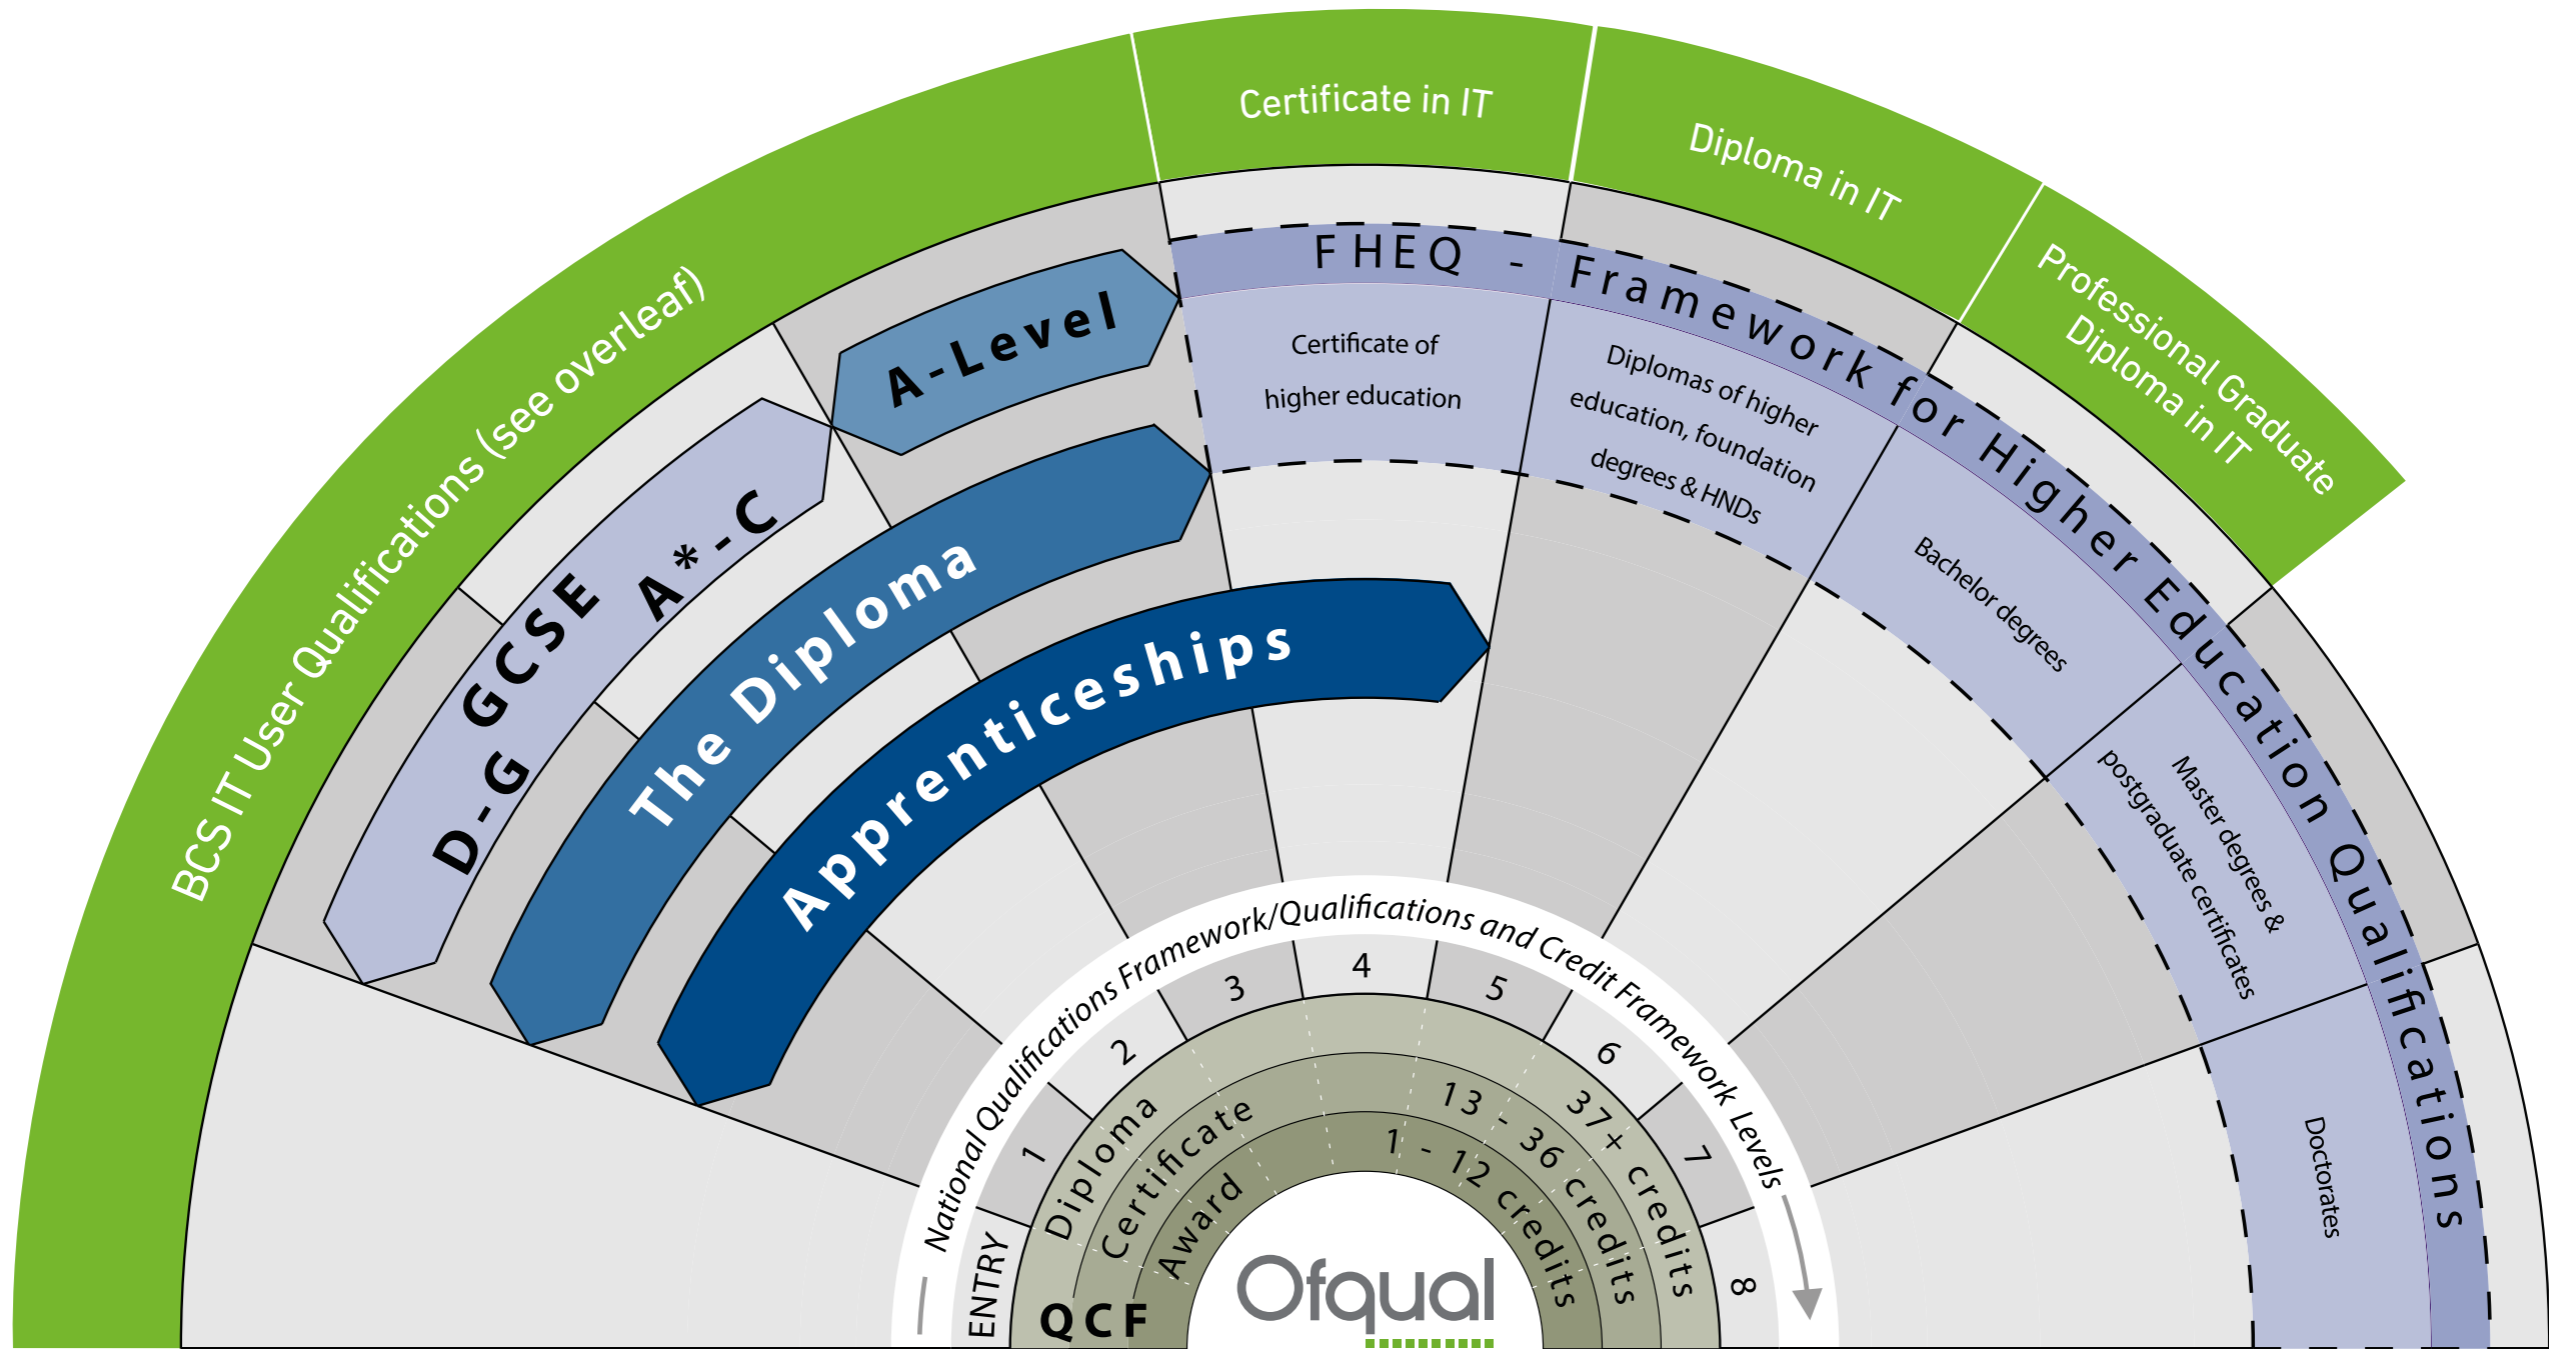 BCS IT User Qualifications (see overleaf)
Certificate in IT
Diploma in IT
Professional Graduate
Diploma in IT
FHEQ - Framework for Higher Education Qualifications
Certificate of
higher education
Diplomas of higher
education, foundation
degrees & HNDs
Bachelor degrees
Master degrees &
postgraduate certificates
Doctorates
A-Level
GCSE
D-G
A*-C
The Diploma
Apprenticeships
National Qualifications Framework/Qualifications and Credit Framework Levels
ENTRY
1
2
3
4
5
6
7
8
Diploma
37+ credits
Certificate
13 - 36 credits
Award
1 - 12 credits
QCF
Ofqual